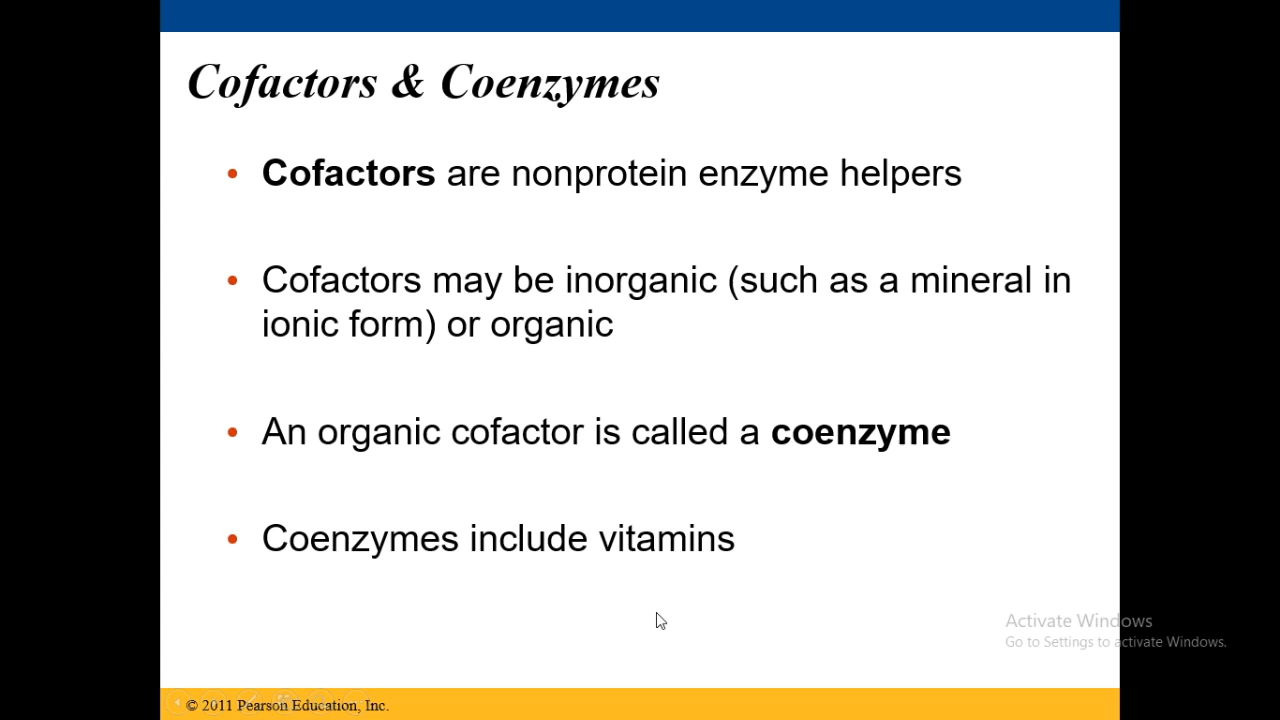 Cofactors & Coenzymes
• Cofactors are nonprotein enzyme helpers
• Cofactors may be inorganic (such as a mineral in
ionic form) or organic
• An organic cofactor is called a coenzyme
• Coenzymes include vitamins
Activate Windows
Go to Settings to activate Windows.
© 2011 Pearson Education, Inc.